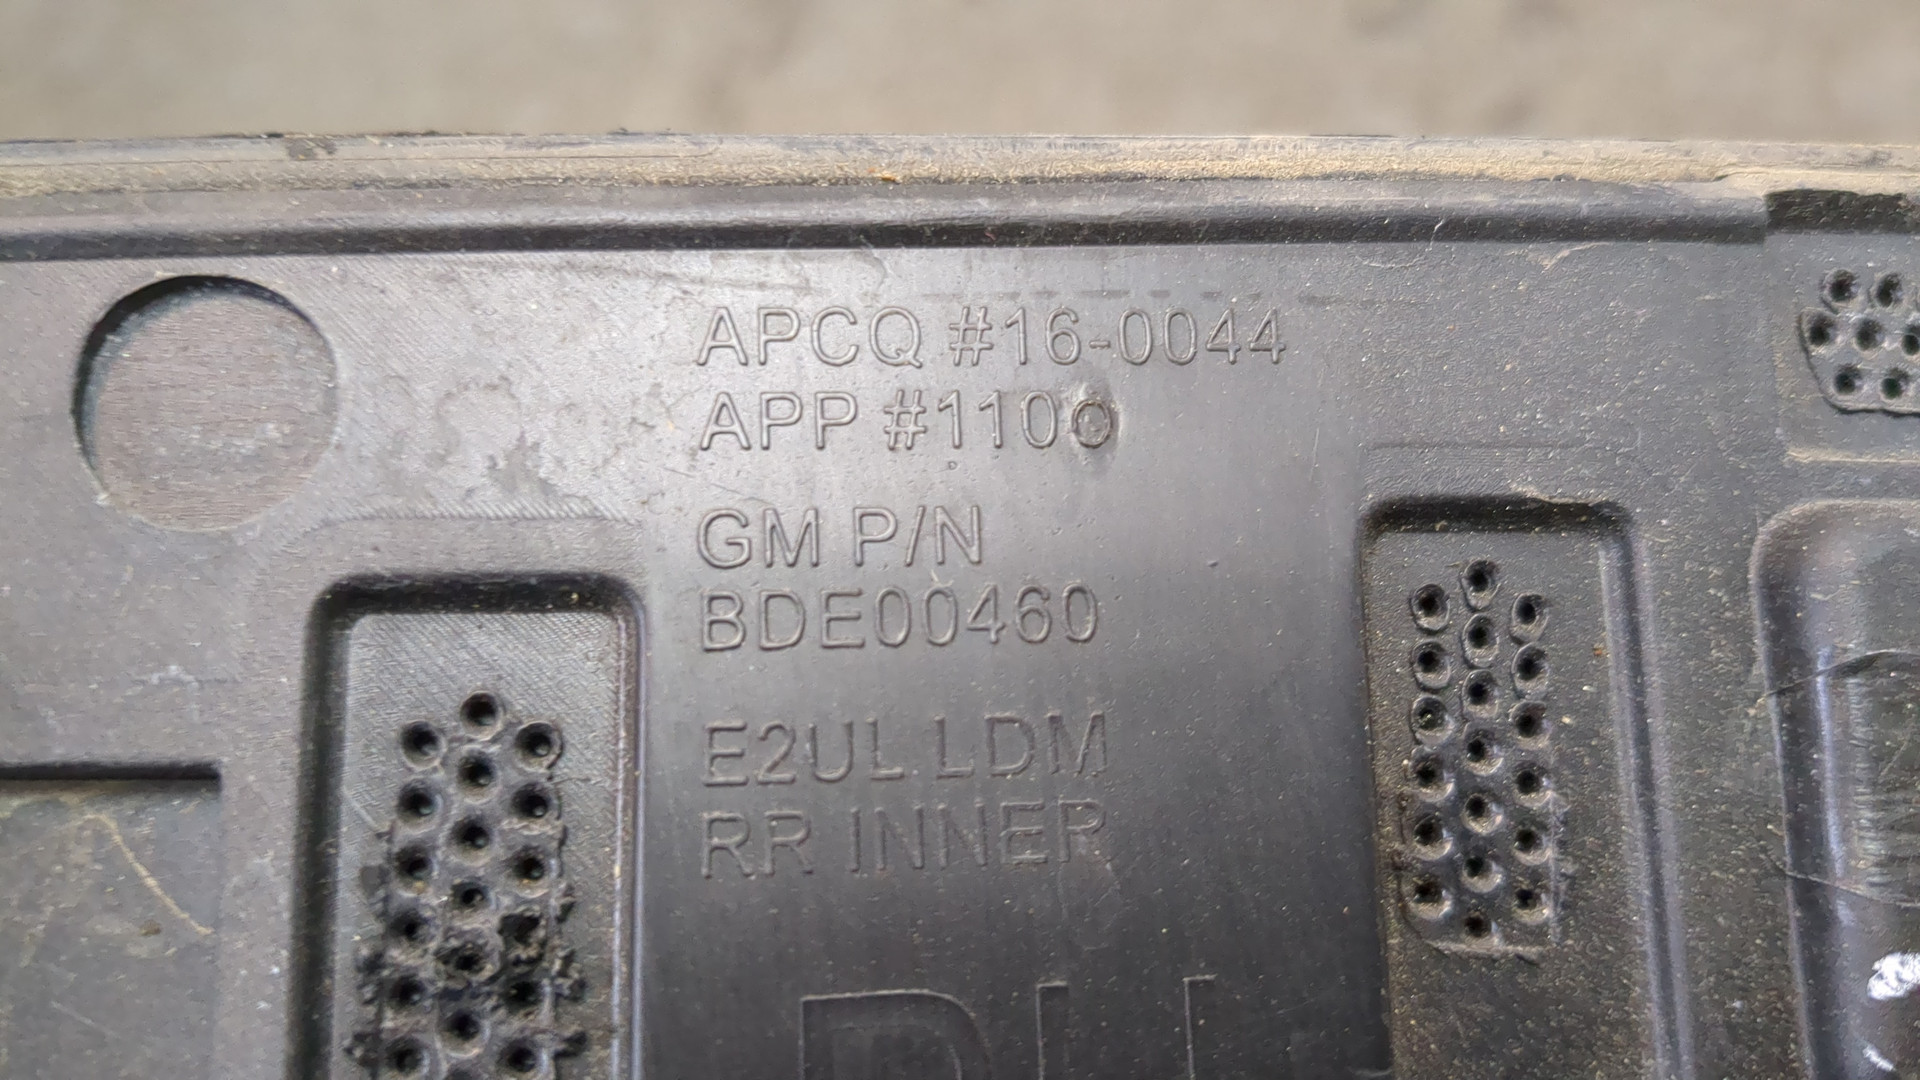 APCQ #16-0044
APP #1100
GM P/N
BDE00460
E2UL LDM
RR INNER